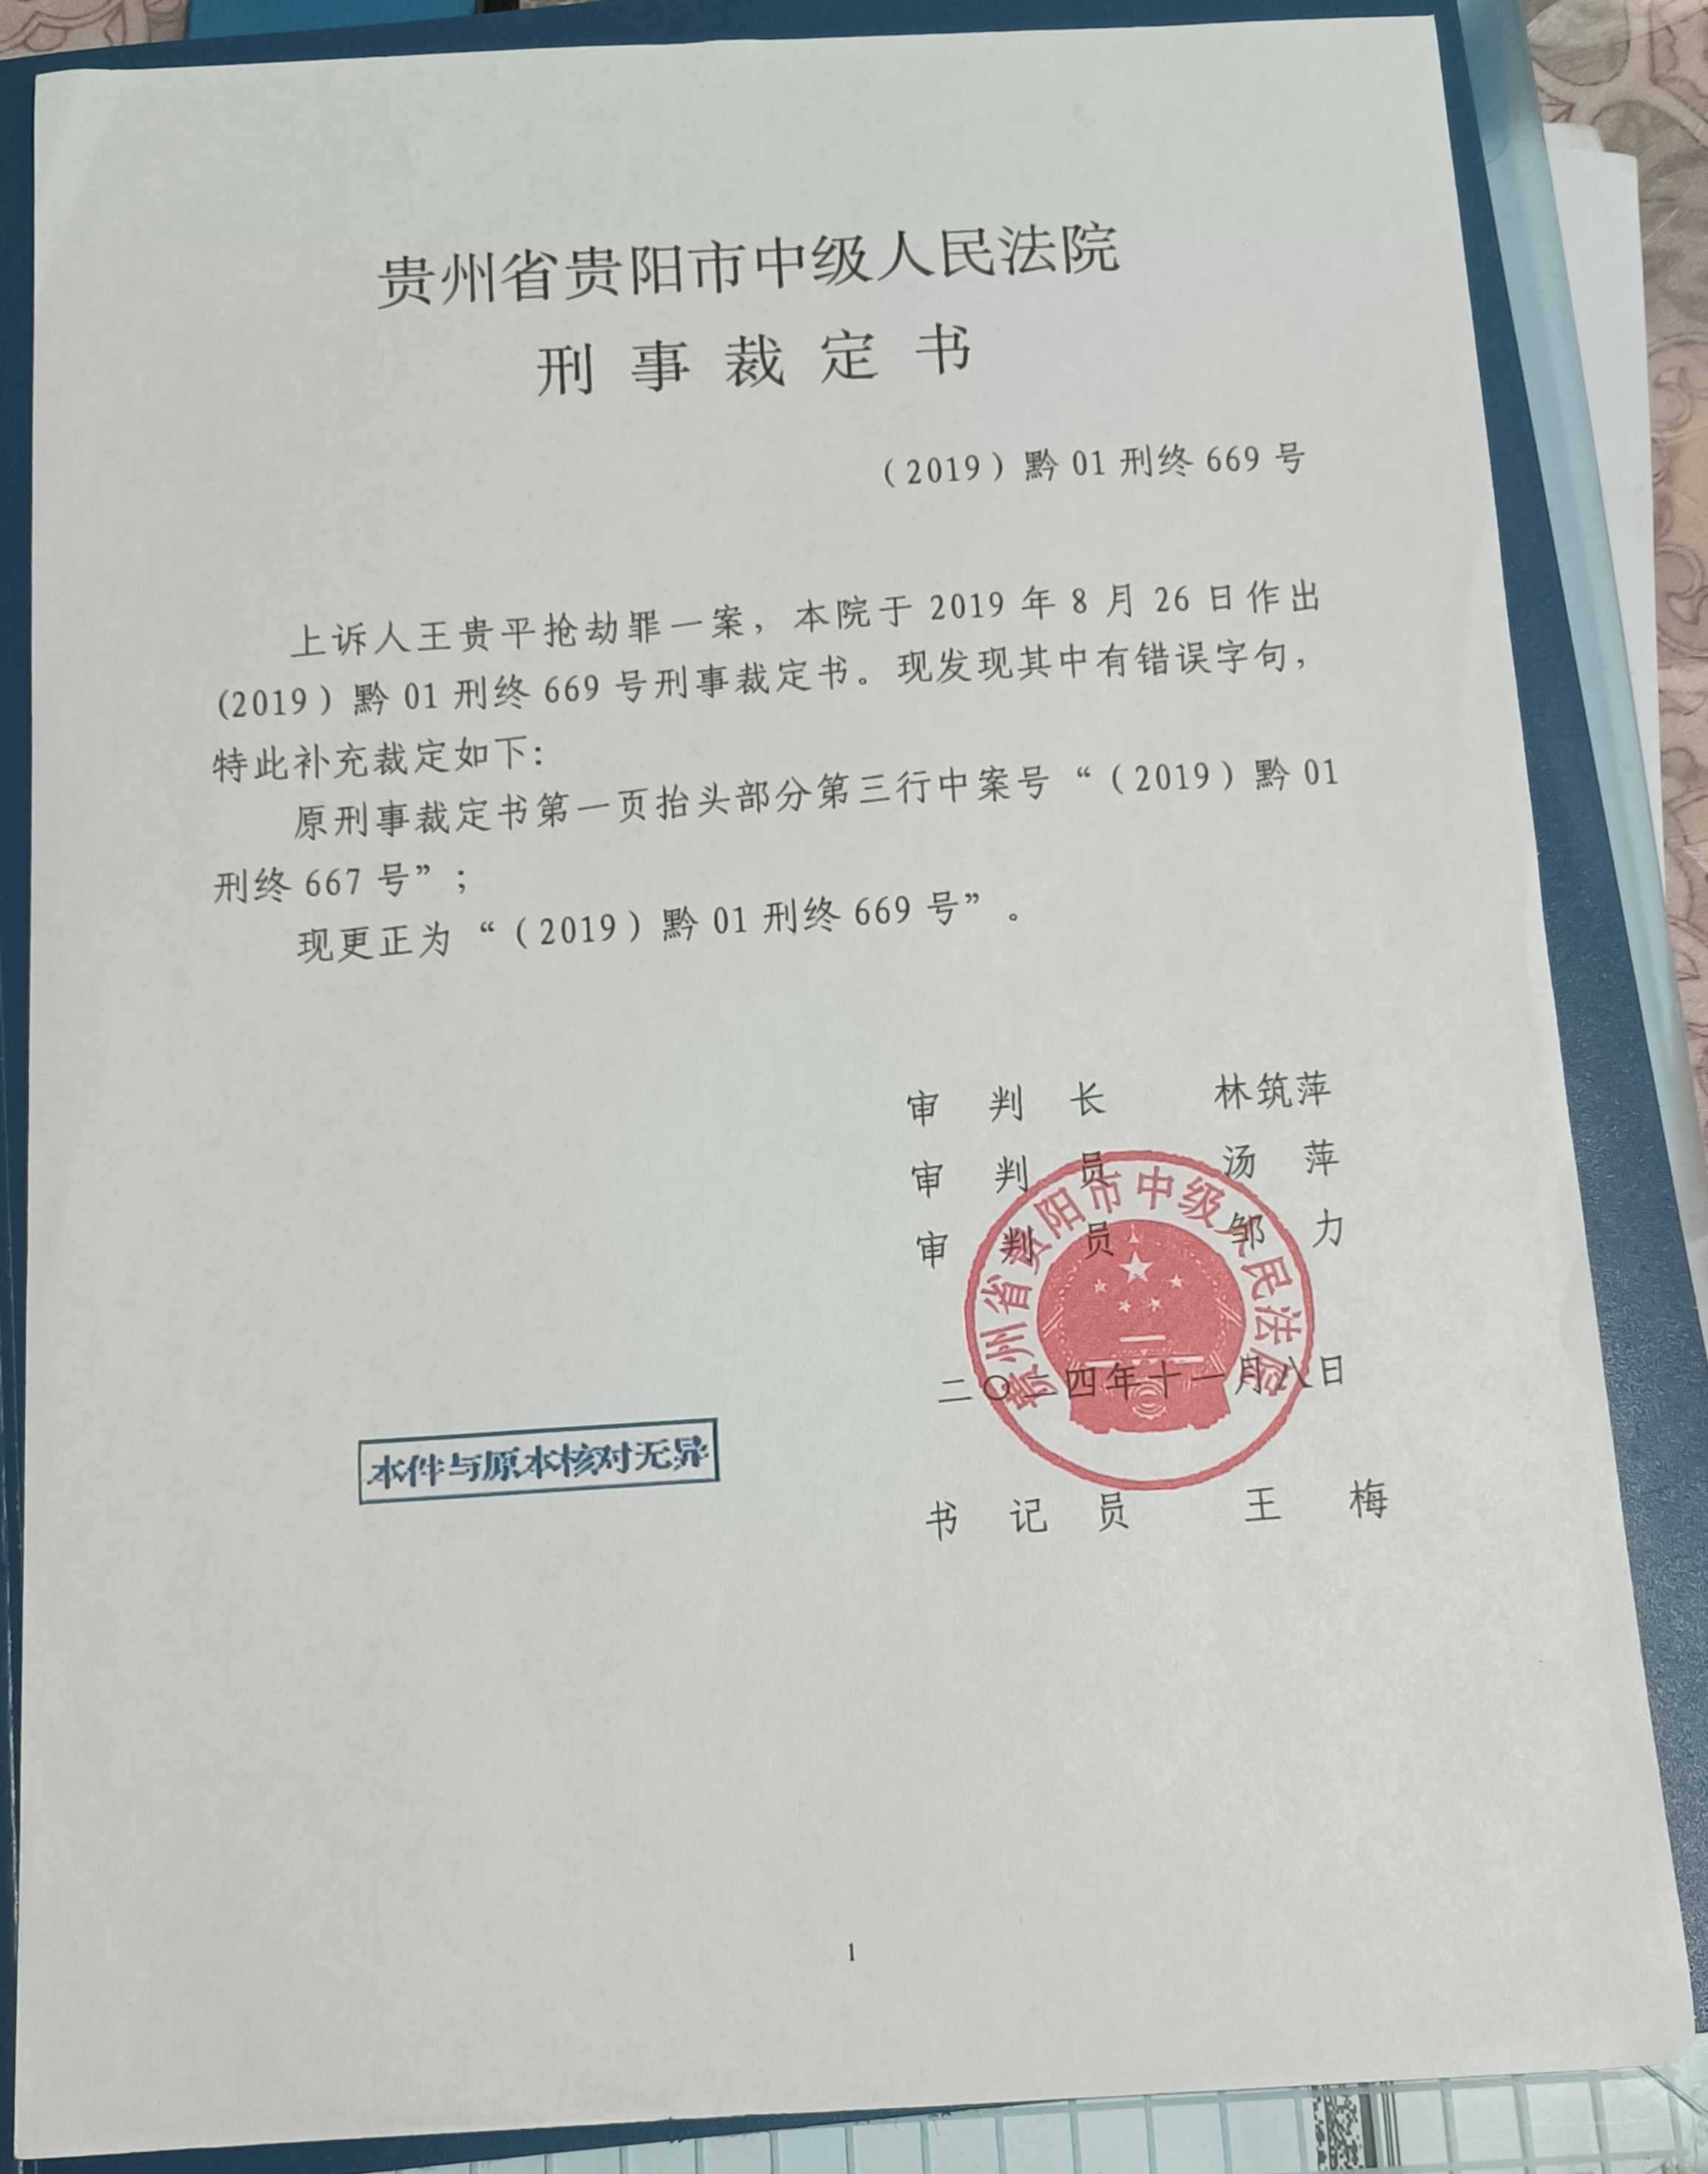 贵州省贵阳市中级人民法院
刑事裁定书
（2019）黔01刑终669号
上诉人王贵平抢劫罪一案，本院于2019年8月26日作出
(2019）黔01刑终669号刑事裁定书。现发现其中有错误字句，
特此补充裁定如下：
原刑事裁定书第一页抬头部分第三行中案号“（2019）黔01
刑终667号”；
现更正为“（2019）黔01刑终669号”。
审判长 林筑萍
审判员 汤萍
审判员 邹力
贵州省贵阳市中级人民法院
二〇二四年十一月八日
本件与原本核对无异
书记员 王梅
1